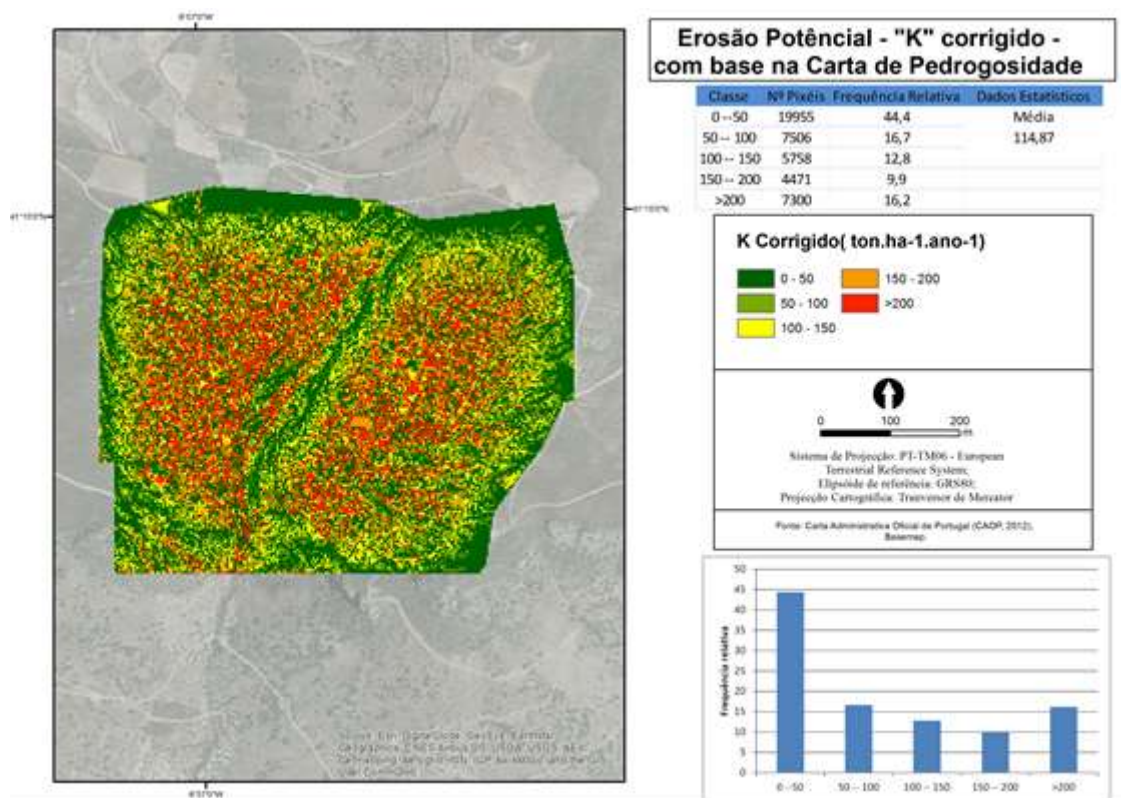 Erosão Potêncial - "K" corrigido -
com base na Carta de Pedrogosidade
Classe Nº Pixéis Frequência Relativa Dados Estatísticos
0 --50 19955 44,4 Média
50 -- 100 7506 16,7 114,87
100 -- 150 5758 12,8
150 -- 200 4471 9,9
>200 7300 16,2
K Corrigido( ton.ha-1.ano-1)
0 - 50 150 - 200
50 - 100 >200
100 - 150
0 100 200
m
Sistema de Projecção: PT-TM06 - European
Terrestrial Reference System;
Elipsóide de referência: GRS80;
Projecção Cartográfica: Tranversor de Mercator
Fonte: Carta Administrativa Oficial de Portugal (CAOP, 2012),
Basemap
50
45
40
35
30
25
20
15
10
5
0
Frequência relativa
0 --50 50 -- 100 100 -- 150 150 -- 200 >200
User Community